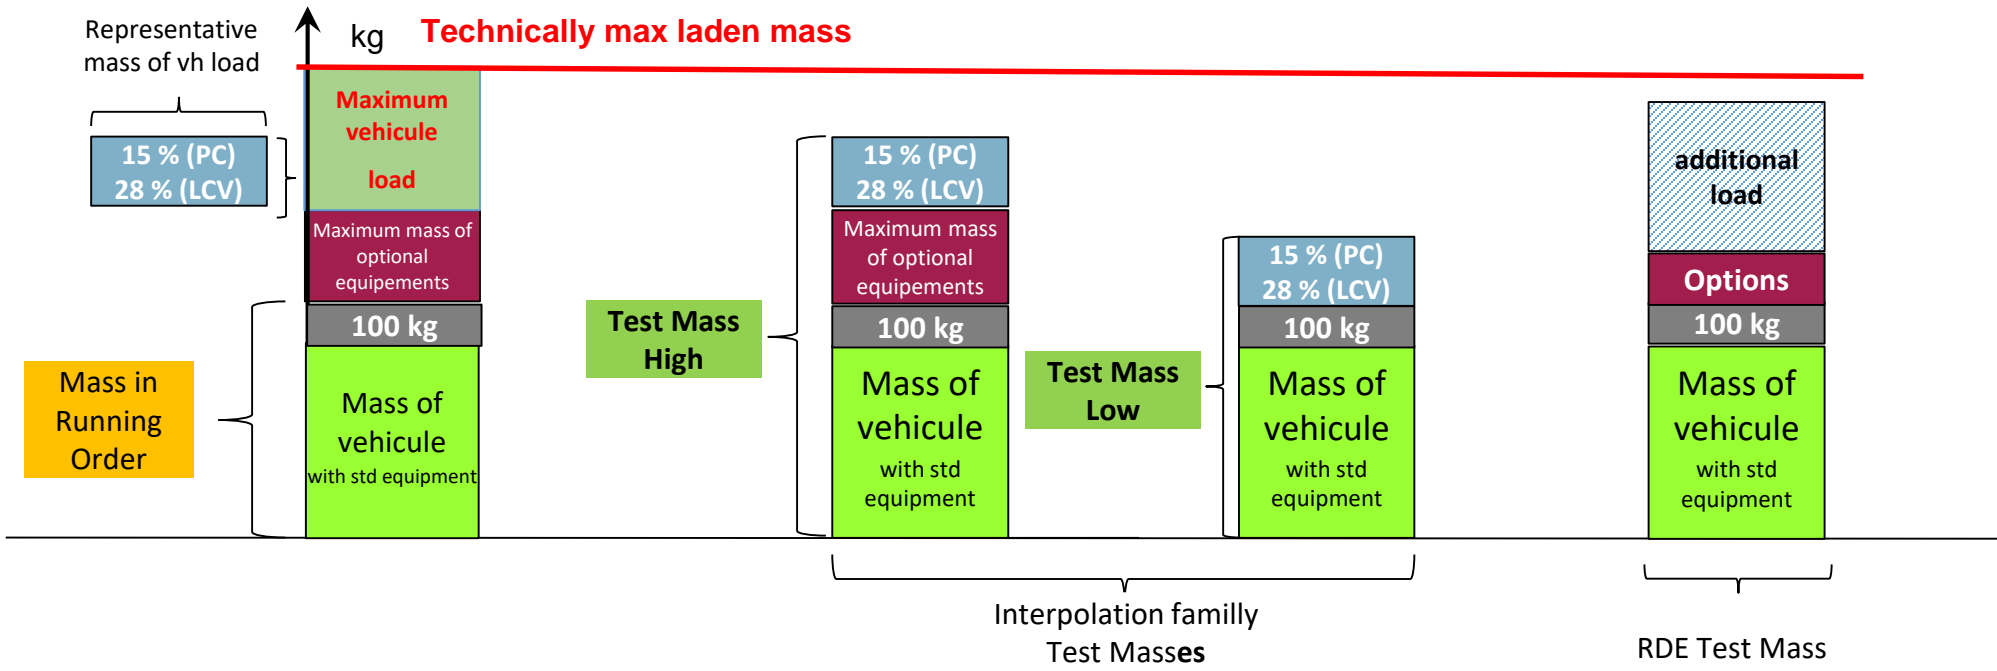 Representative
mass of vh load
kg
Technically max laden mass
15 % (PC)
28 % (LCV)
Maximum
vehicule
load
Maximum mass of
optional
equipements
100 kg
Mass of
vehicule
with std equipment
Mass in
Running
Order
Test Mass
High
15 % (PC)
28 % (LCV)
Maximum mass
of optional
equipements
100 kg
Mass of
vehicule
with std
equipment
Test Mass
Low
15 % (PC)
28 % (LCV)
100 kg
Mass of
vehicule
with std
equipment
additional
load
Options
100 kg
Mass of
vehicule
with std
equipment
Interpolation familly
Test Masses
RDE Test Mass